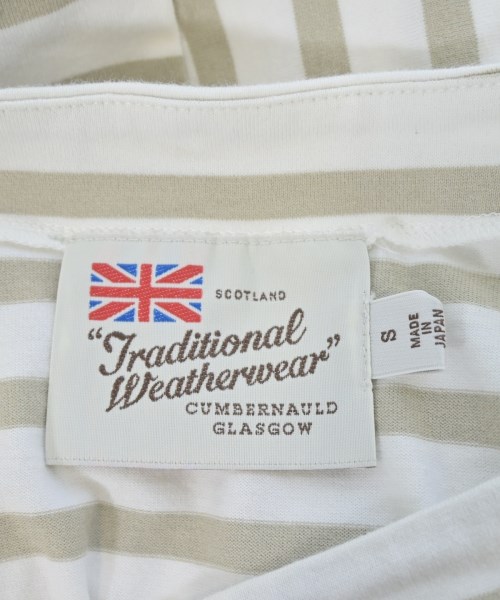 SCOTLAND
"Traditional
Weatherwear"
CUMBERNAULD
GLASGOW
S
MADE
IN
JAPAN